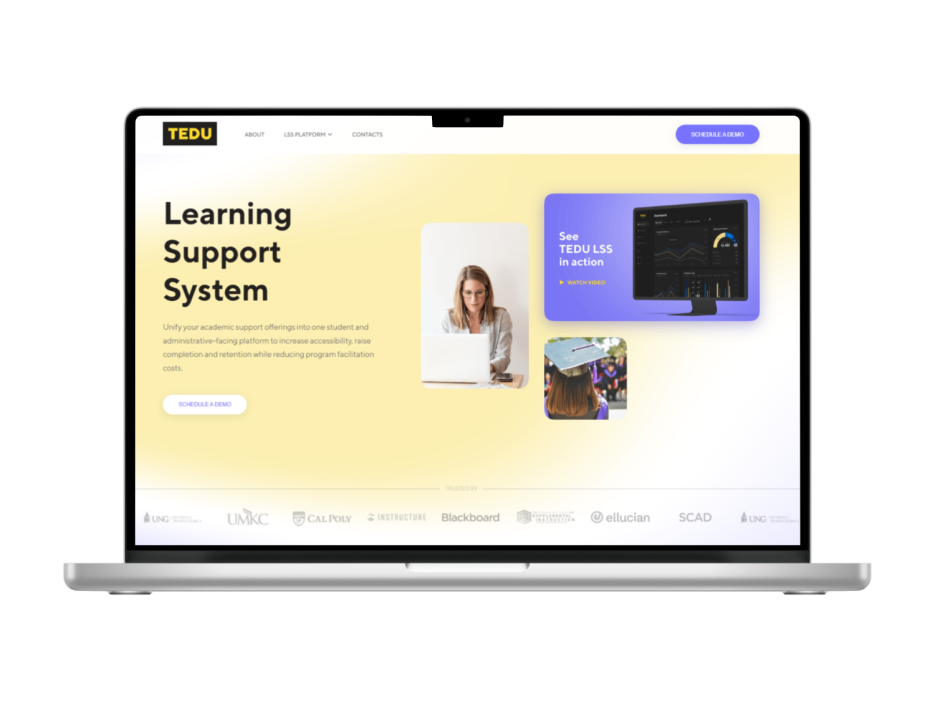 TEDU
ABOUT
LSS PLATFORM
CONTACTS
SCHEDULE A DEMO
Learning
Support
System
Unify your academic support offerings into one student and
administrative-facing platform to increase accessibility, raise
completion and retention while reducing program facilitation
costs.
SCHEDULE A DEMO
See
TEDU LSS
in action
WATCH VIDEO
TRUSTED BY
UNG
UMKC
CAL POLY
INSTRUCTURE
Blackboard
SUPPLEMENTAL
INSTRUCTION
ellucian
SCAD
UNG